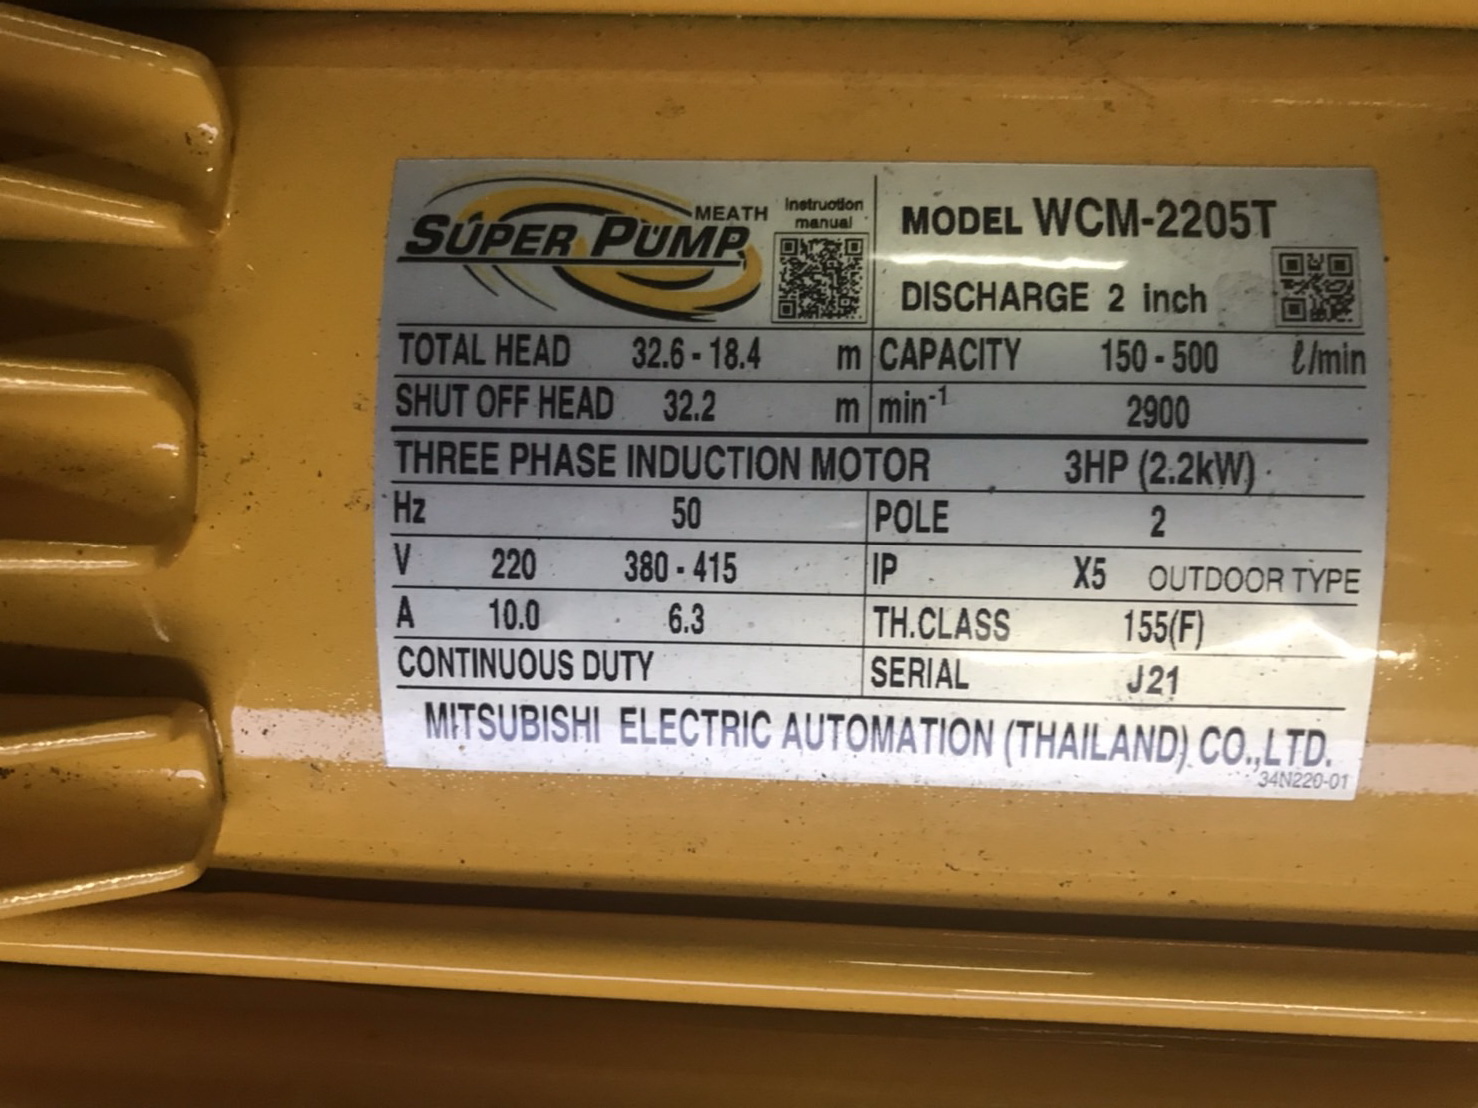 SUPER PUMP MEATH
Instruction
manual
MODEL WCM-2205T
DISCHARGE 2 inch
TOTAL HEAD 32.6 - 18.4 m CAPACITY 150 - 500 ℓ/min
SHUT OFF HEAD 32.2 m min-1 2900
THREE PHASE INDUCTION MOTOR 3HP (2.2kW)
Hz 50 POLE 2
V 220 380 - 415 IP X5 OUTDOOR TYPE
A 10.0 6.3 TH.CLASS 155(F)
CONTINUOUS DUTY SERIAL J21
MITSUBISHI ELECTRIC AUTOMATION (THAILAND) CO.,LTD.
34N220-01